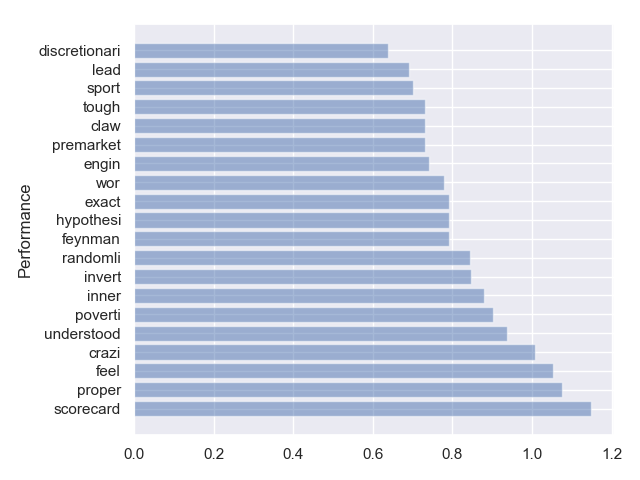 discretionari
lead
sport
tough
claw
premarket
engin
wor
exact
hypothesi
feynman
randomli
invert
inner
poverti
understood
crazi
feel
proper
scorecard
Performance
0.0 0.2 0.4 0.6 0.8 1.0 1.2